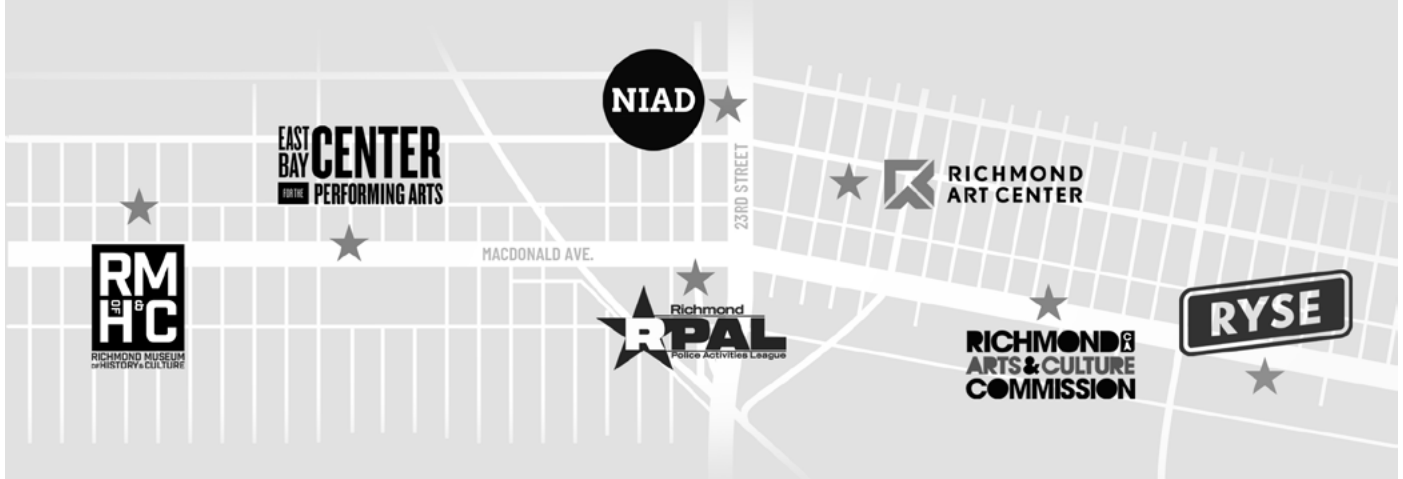 NIAD
EAST BAY CENTER
FOR THE PERFORMING ARTS
23RD STREET
RICHMOND
ART CENTER
MACDONALD AVE.
RM
OF H & C
RICHMOND MUSEUM
OF HISTORY & CULTURE
Richmond
RPAL
Police Activities League
RICHMOND CA
ARTS & CULTURE
COMMISSION
RYSE